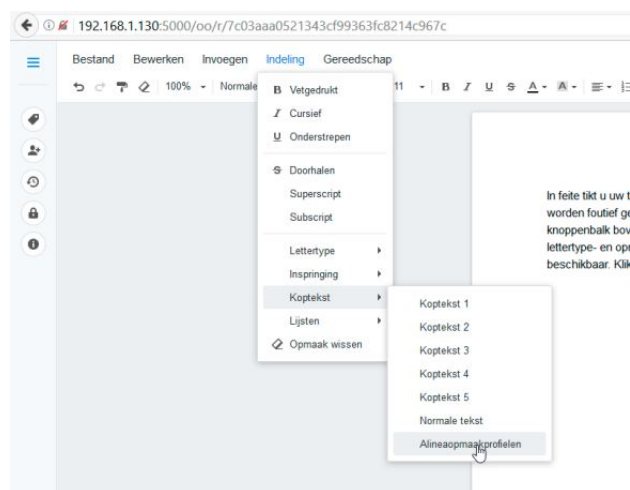 192.168.1.130:5000/oo/r/7c03aaa0521343cf99363fc8214c967c
Bestand Bewerken Invoegen Indeling Gereedschap
100% Normale 11 B I U S A A
B Vetgedrukt
I Cursief
U Onderstrepen
S Doorhalen
Superscript
Subscript
Lettertype
Inspringing
Koptekst
Lijsten
Opmaak wissen
Koptekst 1
Koptekst 2
Koptekst 3
Koptekst 4
Koptekst 5
Normale tekst
Alineaopmaakprofielen
In feite tikt u uw t
worden foutief ge
knoppenbalk bov
lettertype- en opr
beschikbaar. Klik